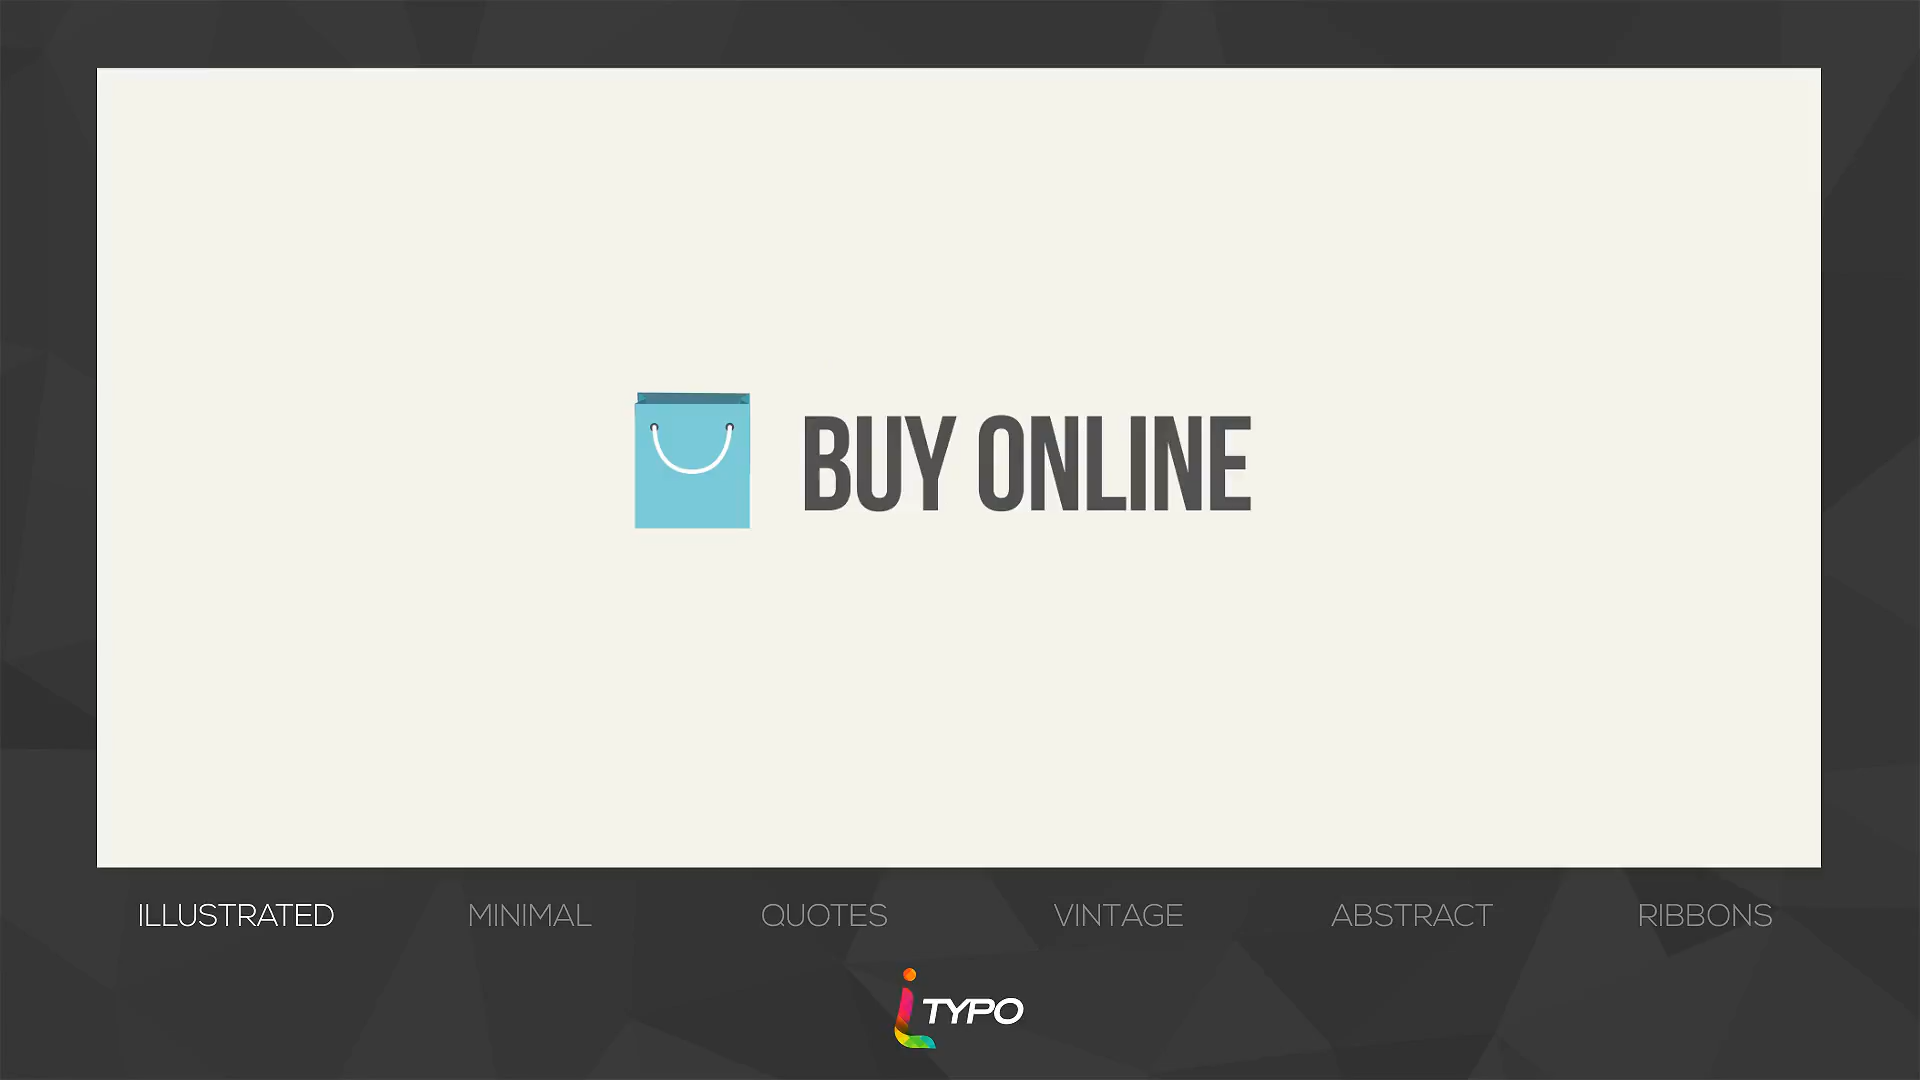 BUY ONLINE
ILLUSTRATED MINIMAL QUOTES VINTAGE ABSTRACT RIBBONS
i TYPO